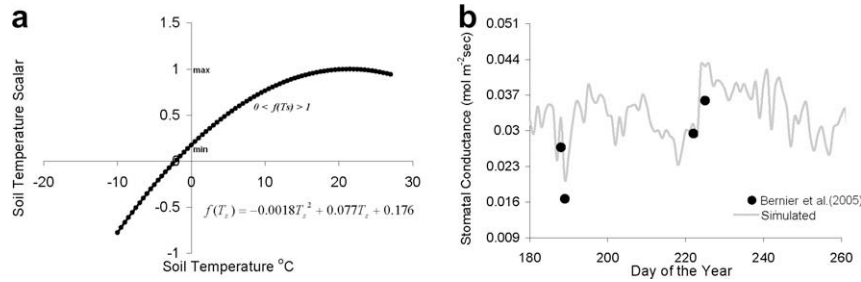 a
Soil Temperature Scalar
1.5
1
0.5
0
-0.5
-1
max
min
0 < f(Ts) > 1
-20 -10 0 10 20 30
f(Tₛ) = −0.0018Tₛ² + 0.077Tₛ + 0.176
Soil Temperature °C
b
Stomatal Conductance (mol m⁻²sec)
0.051
0.044
0.037
0.03
0.023
0.016
0.009
Bernier et al.(2005)
Simulated
180 200 220 240 260
Day of the Year